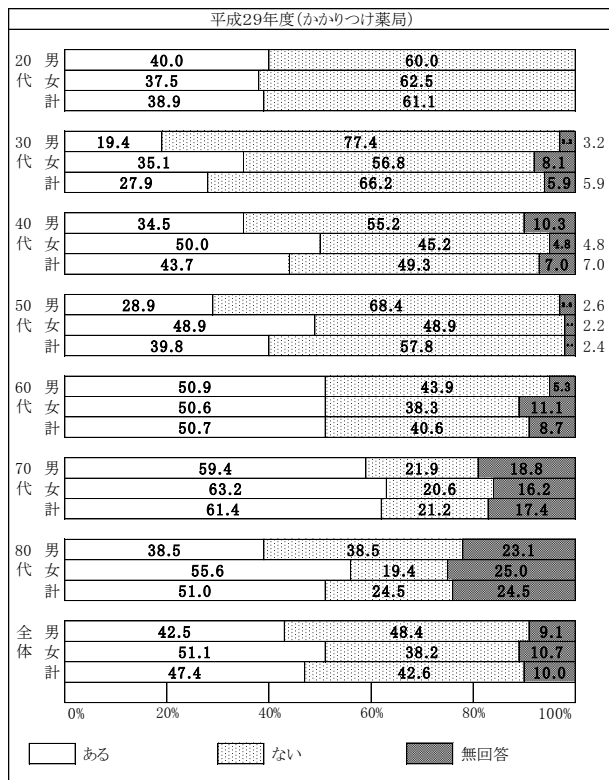 平成29年度(かかりつけ薬局)
20 男 40.0 60.0
代 女 37.5 62.5
計 38.9 61.1
30 男 19.4 77.4 3.2
代 女 35.1 56.8 8.1
計 27.9 66.2 5.9 5.9
40 男 34.5 55.2 10.3
代 女 50.0 45.2 4.8 4.8
計 43.7 49.3 7.0 7.0
50 男 28.9 68.4 2.6
代 女 48.9 48.9 2.2
計 39.8 57.8 2.4
60 男 50.9 43.9 5.3
代 女 50.6 38.3 11.1
計 50.7 40.6 8.7
70 男 59.4 21.9 18.8
代 女 63.2 20.6 16.2
計 61.4 21.2 17.4
80 男 38.5 38.5 23.1
代 女 55.6 19.4 25.0
計 51.0 24.5 24.5
全 男 42.5 48.4 9.1
体 女 51.1 38.2 10.7
計 47.4 42.6 10.0
0% 20% 40% 60% 80% 100%
ある ない 無回答